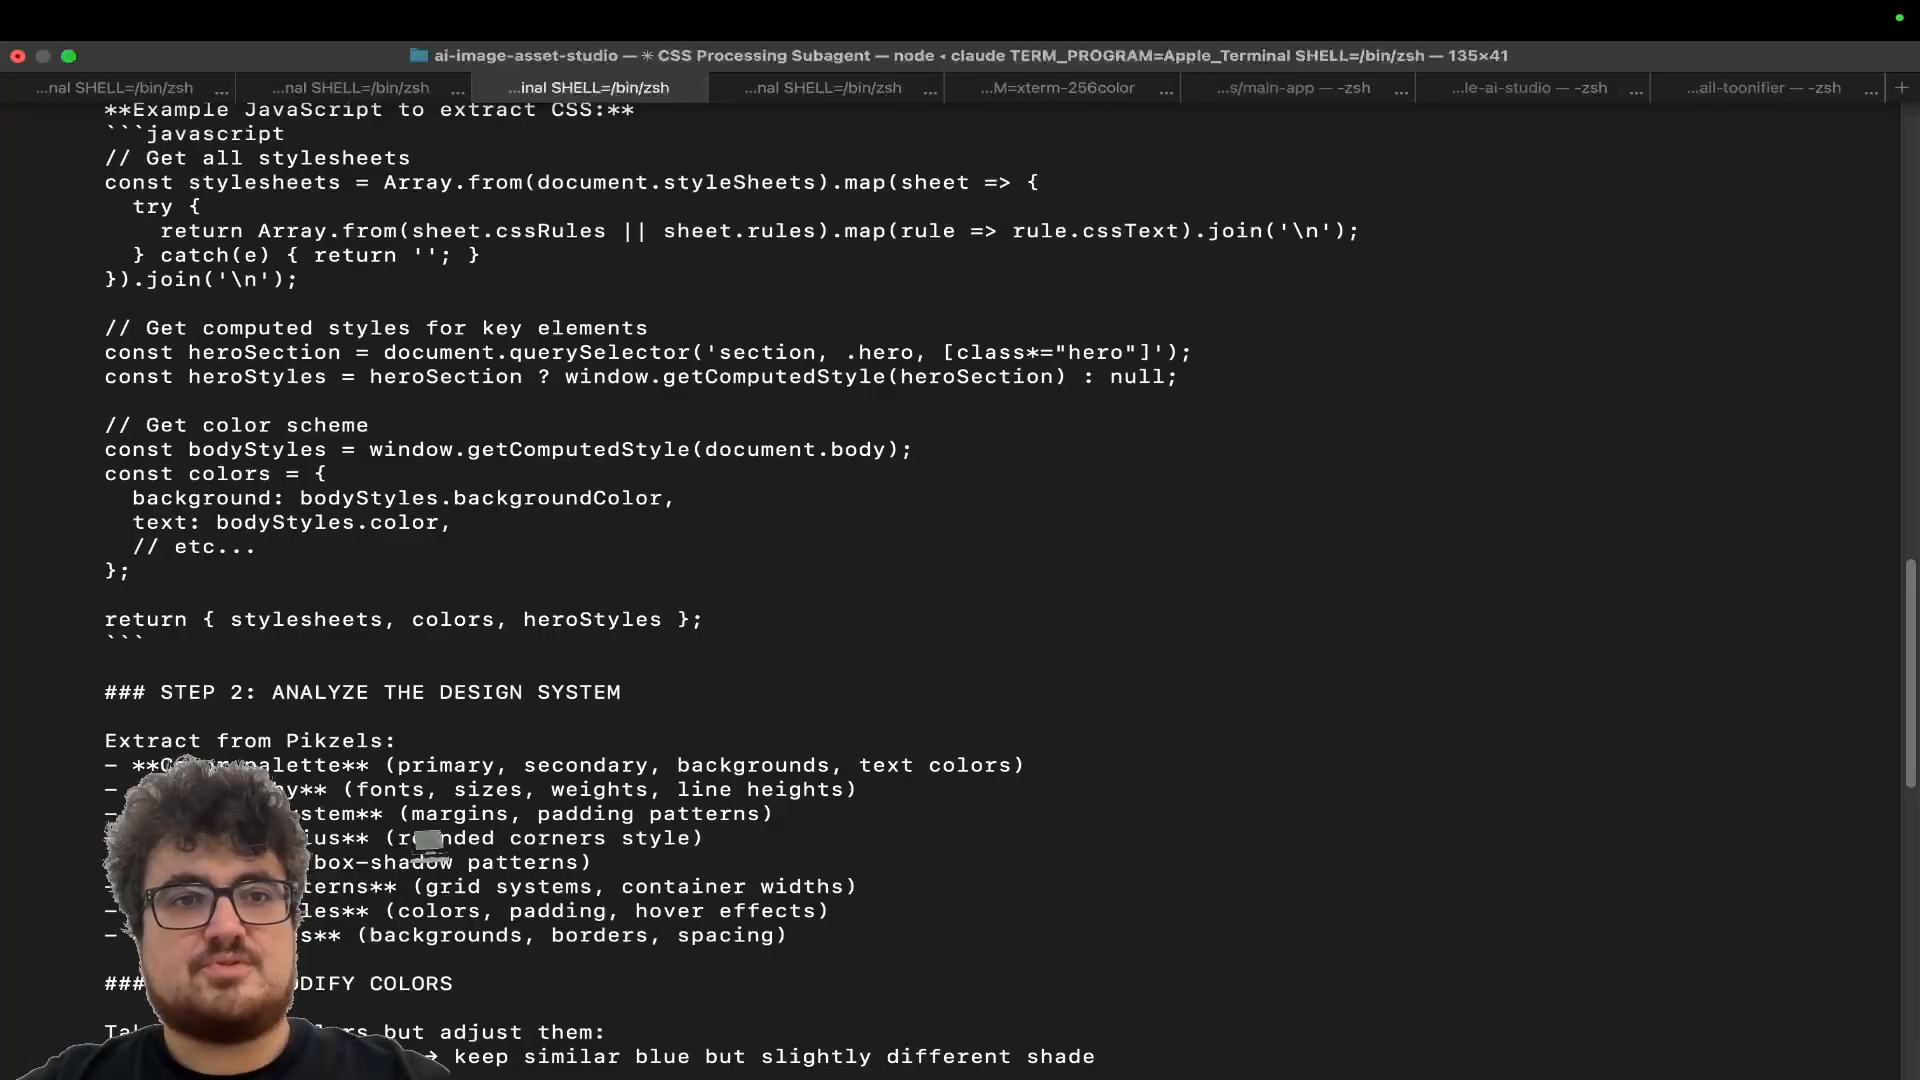 ai-image-asset-studio — ✳ CSS Processing Subagent — node ◂ claude TERM_PROGRAM=Apple_Terminal SHELL=/bin/zsh — 135×41
...nal SHELL=/bin/zsh ... ...nal SHELL=/bin/zsh ... ...inal SHELL=/bin/zsh ...nal SHELL=/bin/zsh ... ...M=xterm-256color ... ...s/main-app — -zsh ... ...le-ai-studio — -zsh ... ...ail-toonifier — -zsh ... +
**Example JavaScript to extract CSS:**
```javascript
// Get all stylesheets
const stylesheets = Array.from(document.styleSheets).map(sheet => {
  try {
    return Array.from(sheet.cssRules || sheet.rules).map(rule => rule.cssText).join('\n');
  } catch(e) { return ''; }
}).join('\n');

// Get computed styles for key elements
const heroSection = document.querySelector('section, .hero, [class*="hero"]');
const heroStyles = heroSection ? window.getComputedStyle(heroSection) : null;

// Get color scheme
const bodyStyles = window.getComputedStyle(document.body);
const colors = {
  background: bodyStyles.backgroundColor,
  text: bodyStyles.color,
  // etc...
};

return { stylesheets, colors, heroStyles };
```

### STEP 2: ANALYZE THE DESIGN SYSTEM

Extract from Pikzels:
- palette** (primary, secondary, backgrounds, text colors)
- y** (fonts, sizes, weights, line heights)
- stem** (margins, padding patterns)
ius** (rounded corners style)
box-shadow patterns)
- terns** (grid systems, container widths)
- les** (colors, padding, hover effects)
- s** (backgrounds, borders, spacing)

### ODIFY COLORS

but adjust them:
→ keep similar blue but slightly different shade